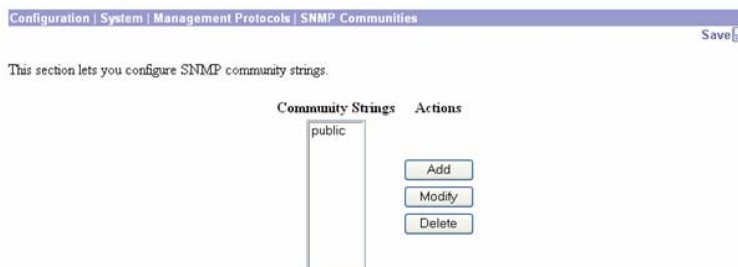 Configuration | System | Management Protocols | SNMP Communities
Save
This section lets you configure SNMP community strings.
Community Strings Actions
public
Add
Modify
Delete